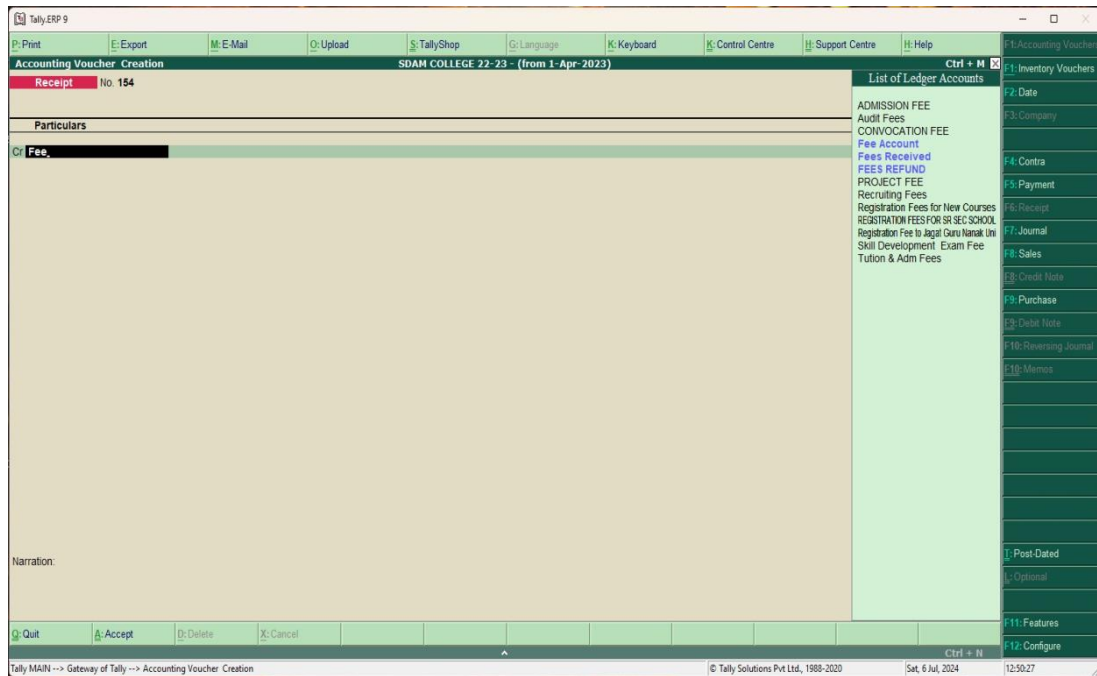 Tally.ERP 9
P: Print E: Export M: E-Mail O: Upload S: TallyShop G: Language K: Keyboard K: Control Centre H: Support Centre H: Help
Accounting Voucher Creation SDAM COLLEGE 22-23 - (from 1-Apr-2023) Ctrl + M
Receipt No. 154
Particulars
Cr Fee
List of Ledger Accounts
ADMISSION FEE
Audit Fees
CONVOCATION FEE
Fee Account
Fees Received
FEES REFUND
PROJECT FEE
Recruiting Fees
Registration Fees for New Courses
REGISTRATION FEES FOR SR SEC SCHOOL
Registration Fee to Jagat Guru Nanak Uni
Skill Development Exam Fee
Tution & Adm Fees
F1: Accounting Voucher
F1: Inventory Vouchers
F2: Date
F3: Company
F4: Contra
F5: Payment
F6: Receipt
F7: Journal
F8: Sales
F8: Credit Note
F9: Purchase
F9: Debit Note
F10: Reversing Journal
F10: Memos
T: Post-Dated
L: Optional
F11: Features
F12: Configure
Narration:
Q: Quit A: Accept D: Delete X: Cancel
Ctrl + N
Tally MAIN --> Gateway of Tally --> Accounting Voucher Creation © Tally Solutions Pvt Ltd., 1988-2020 Sat, 6 Jul, 2024 12:50:27